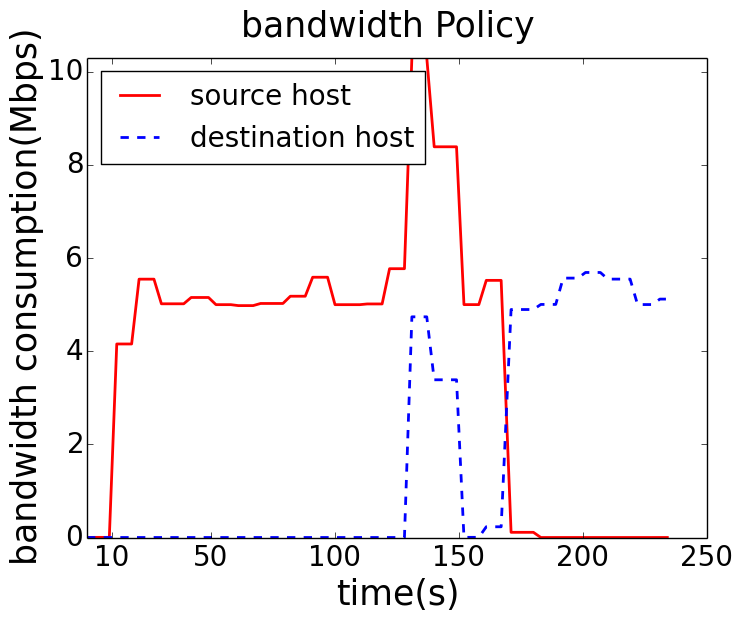 bandwidth Policy
bandwidth consumption(Mbps)
10
8
6
4
2
0
source host
destination host
10 50 100 150 200 250
time(s)